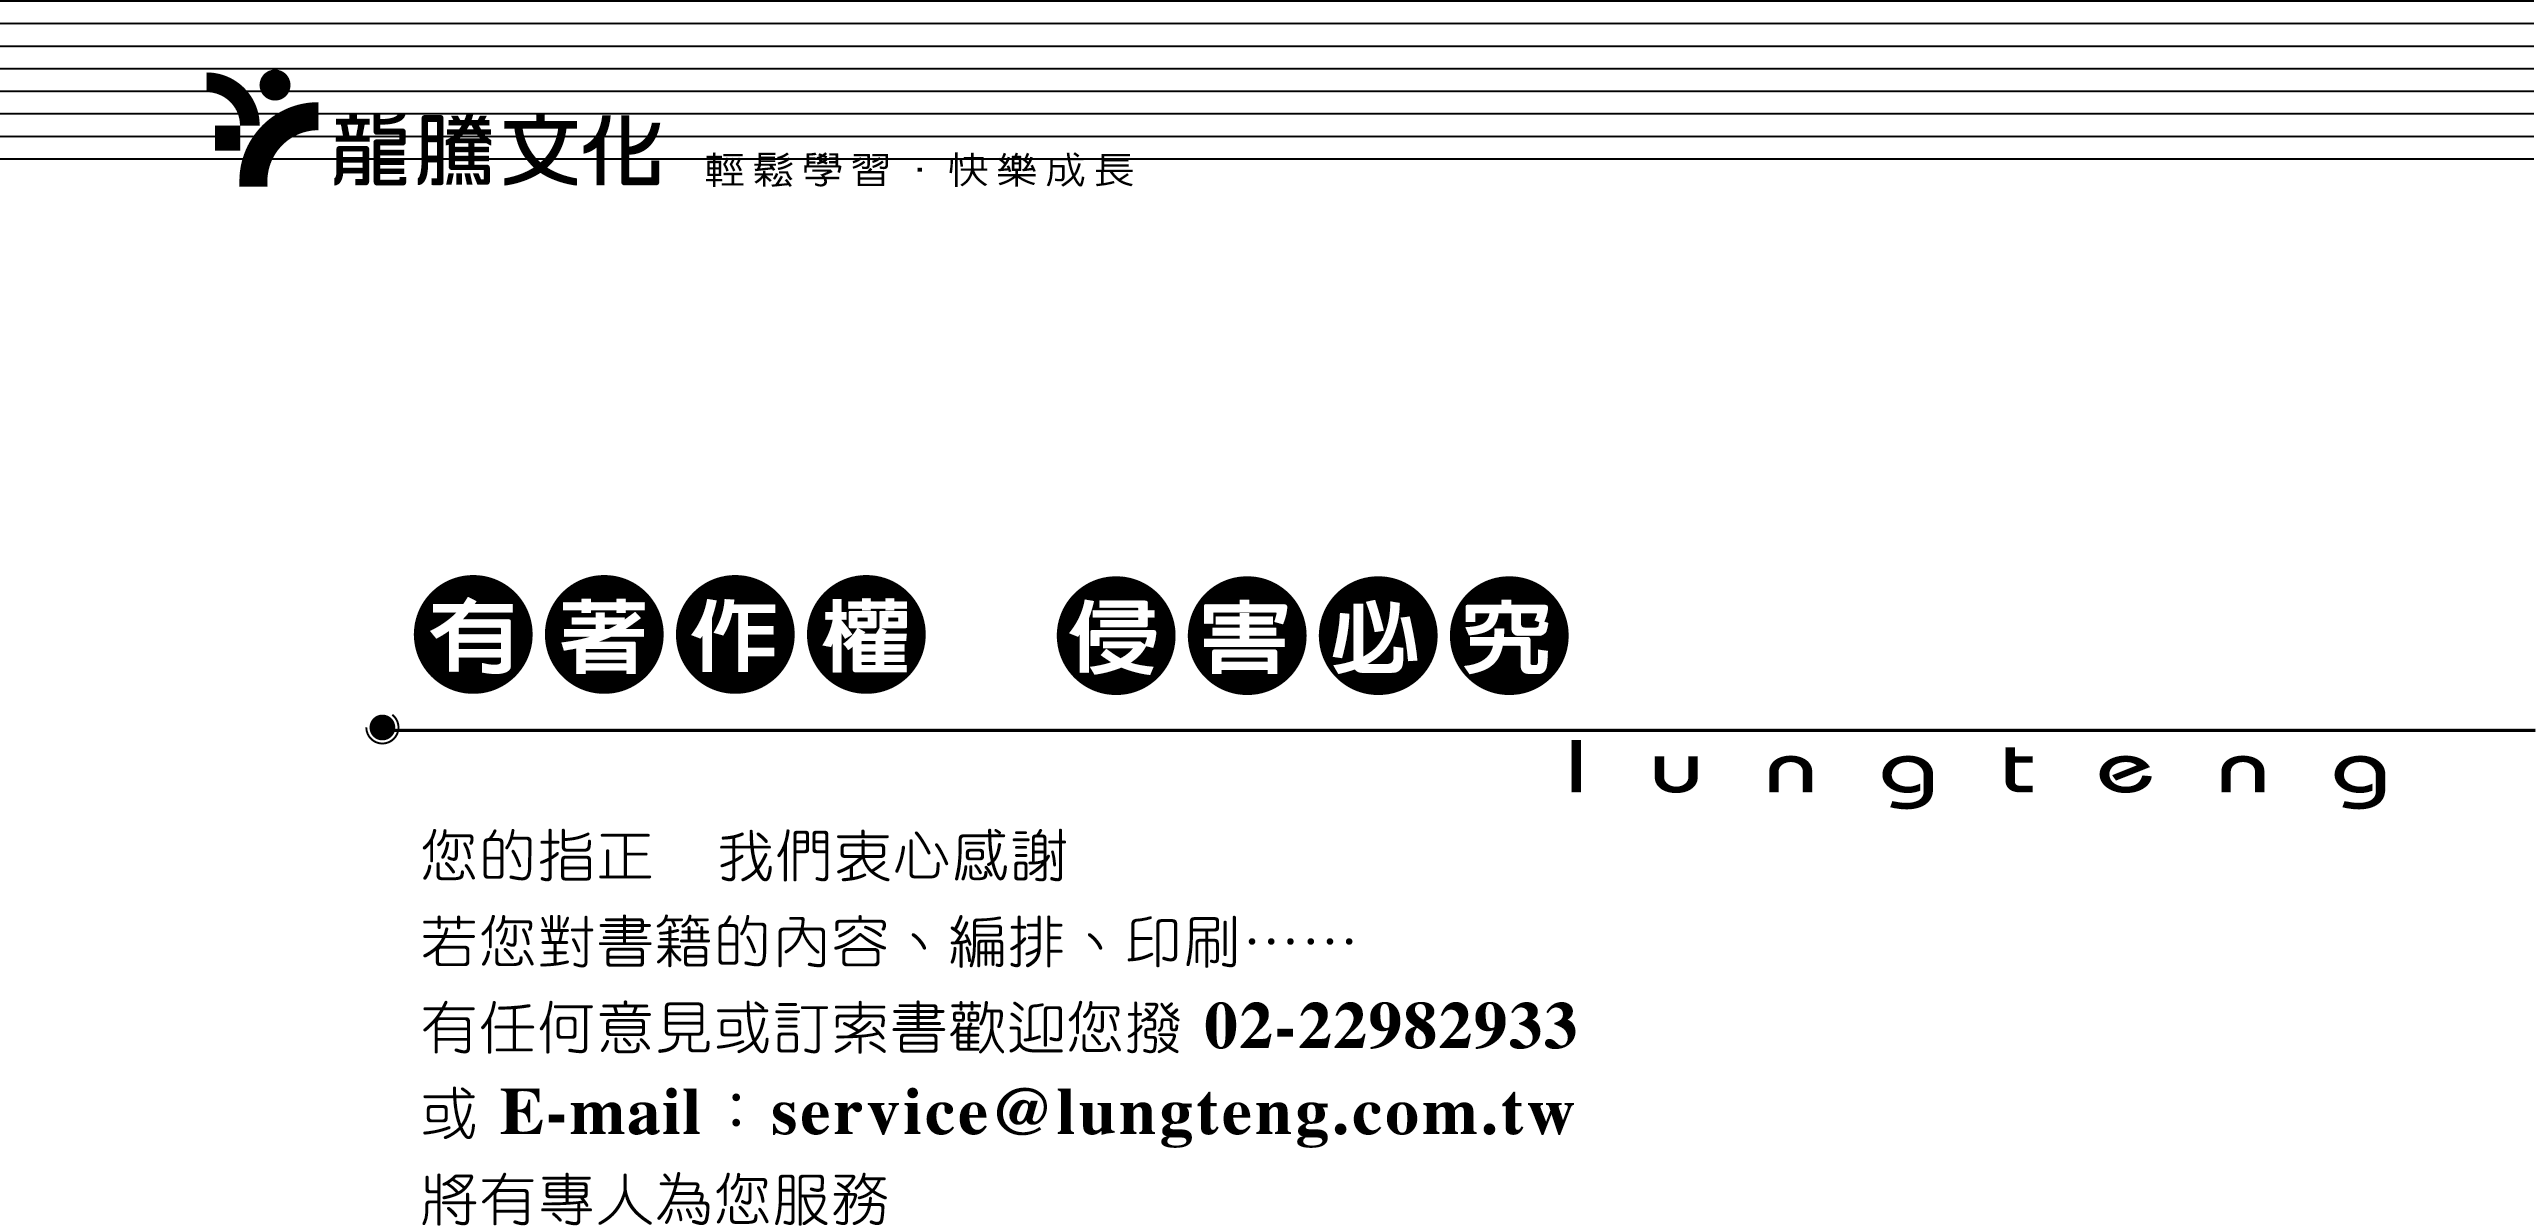 龍騰文化 輕鬆學習．快樂成長
有著作權　侵害必究
lungteng
您的指正　我們衷心感謝
若您對書籍的內容、編排、印刷⋯⋯
有任何意見或訂索書歡迎您撥 02-22982933
或 E-mail：service@lungteng.com.tw
將有專人為您服務